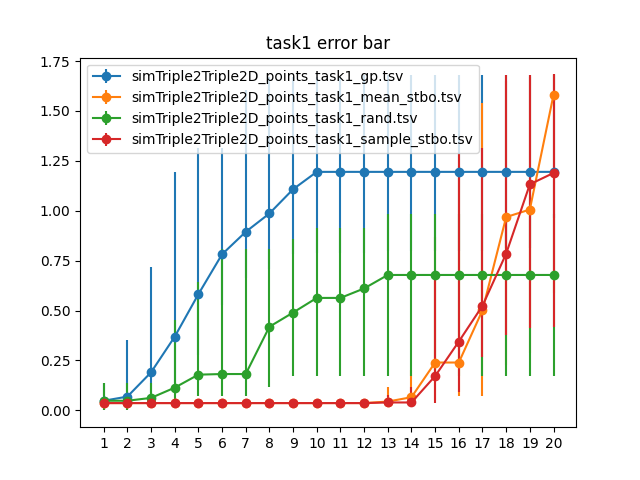 task1 error bar
simTriple2Triple2D_points_task1_gp.tsv
simTriple2Triple2D_points_task1_mean_stbo.tsv
simTriple2Triple2D_points_task1_rand.tsv
simTriple2Triple2D_points_task1_sample_stbo.tsv
1.75
1.50
1.25
1.00
0.75
0.50
0.25
0.00
1 2 3 4 5 6 7 8 9 10 11 12 13 14 15 16 17 18 19 20